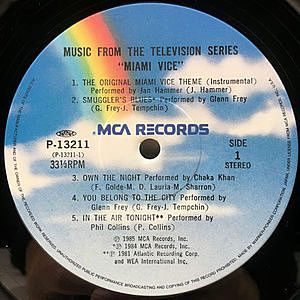 MUSIC FROM THE TELEVISION SERIES
"MIAMI VICE"
1. THE ORIGINAL MIAMI VICE THEME (Instrumental)
Performed by Jan Hammer (J. Hammer)
2. SMUGGLER'S BLUES* Performed by Glenn Frey
(G. Frey-J. Tempchin)
MCA RECORDS
P-13211
(P-13211-1)
33⅓RPM
SIDE
1
STEREO
3. OWN THE NIGHT Performed by Chaka Khan
(F. Golde-M. D. Lauria-M. Sharron)
4. YOU BELONG TO THE CITY Performed by
Glenn Frey (G. Frey-J. Tempchin)
5. IN THE AIR TONIGHT** Performed by
Phil Collins (P. Collins)
℗ 1985 MCA Records, Inc.
*℗ 1984 MCA Records, Inc.
**℗ 1981 Atlantic Recording Corp.
and WEA International Inc.